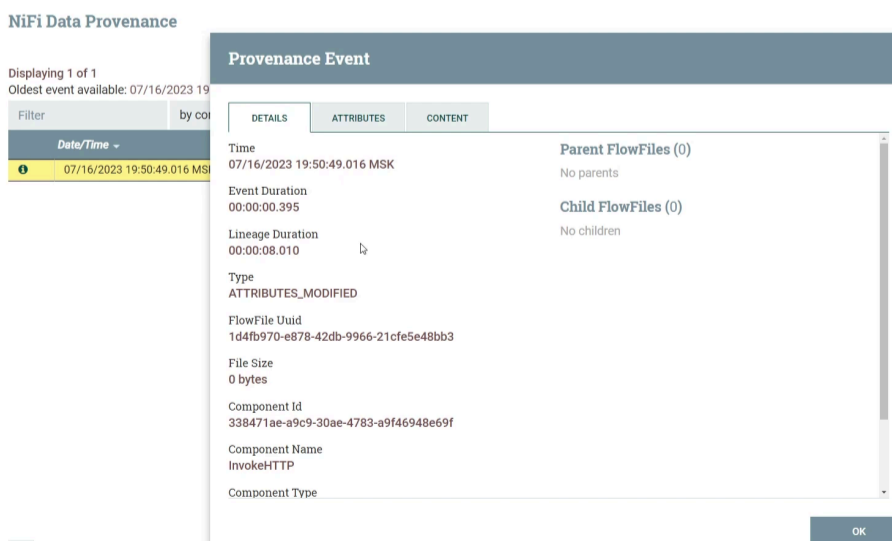 NiFi Data Provenance
Displaying 1 of 1
Oldest event available: 07/16/2023 19
Filter
by co
Date/Time
07/16/2023 19:50:49.016 MS
Provenance Event
DETAILS
ATTRIBUTES
CONTENT
Time
07/16/2023 19:50:49.016 MSK
Event Duration
00:00:00.395
Lineage Duration
00:00:08.010
Type
ATTRIBUTES_MODIFIED
FlowFile Uuid
1d4fb970-e878-42db-9966-21cfe5e48bb3
File Size
0 bytes
Component Id
338471ae-a9c9-30ae-4783-a9f46948e69f
Component Name
InvokeHTTP
Component Type
Parent FlowFiles (0)
No parents
Child FlowFiles (0)
No children
OK